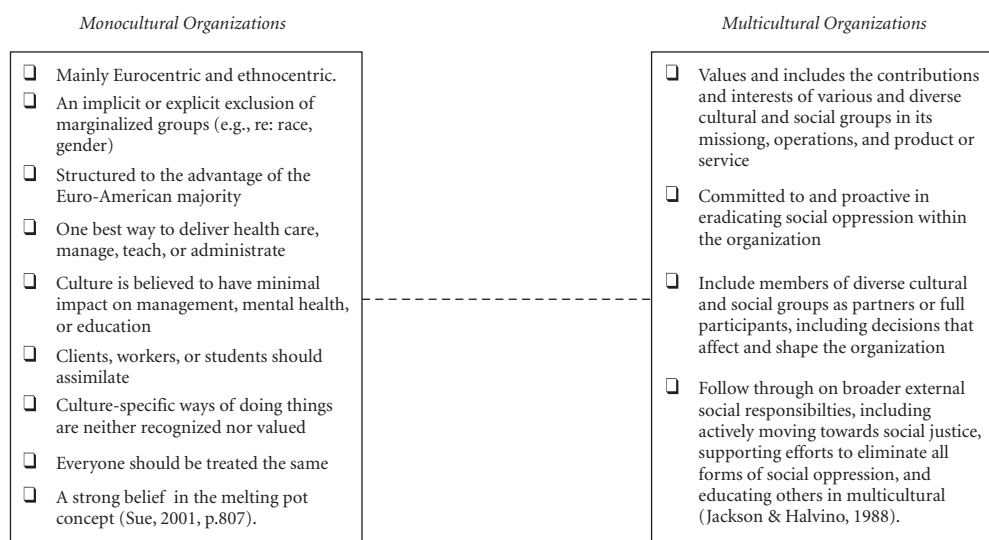 Monocultural Organizations
❑ Mainly Eurocentric and ethnocentric.
❑ An implicit or explicit exclusion of
marginalized groups (e.g., re: race,
gender)
❑ Structured to the advantage of the
Euro-American majority
❑ One best way to deliver health care,
manage, teach, or administrate
❑ Culture is believed to have minimal
impact on management, mental health,
or education
❑ Clients, workers, or students should
assimilate
❑ Culture-specific ways of doing things
are neither recognized nor valued
❑ Everyone should be treated the same
❑ A strong belief in the melting pot
concept (Sue, 2001, p.807).
Multicultural Organizations
❑ Values and includes the contributions
and interests of various and diverse
cultural and social groups in its
missiong, operations, and product or
service
❑ Committed to and proactive in
eradicating social oppression within
the organization
❑ Include members of diverse cultural
and social groups as partners or full
participants, including decisions that
affect and shape the organization
❑ Follow through on broader external
social responsibilties, including
actively moving towards social justice,
supporting efforts to eliminate all
forms of social oppression, and
educating others in multicultural
(Jackson & Halvino, 1988).